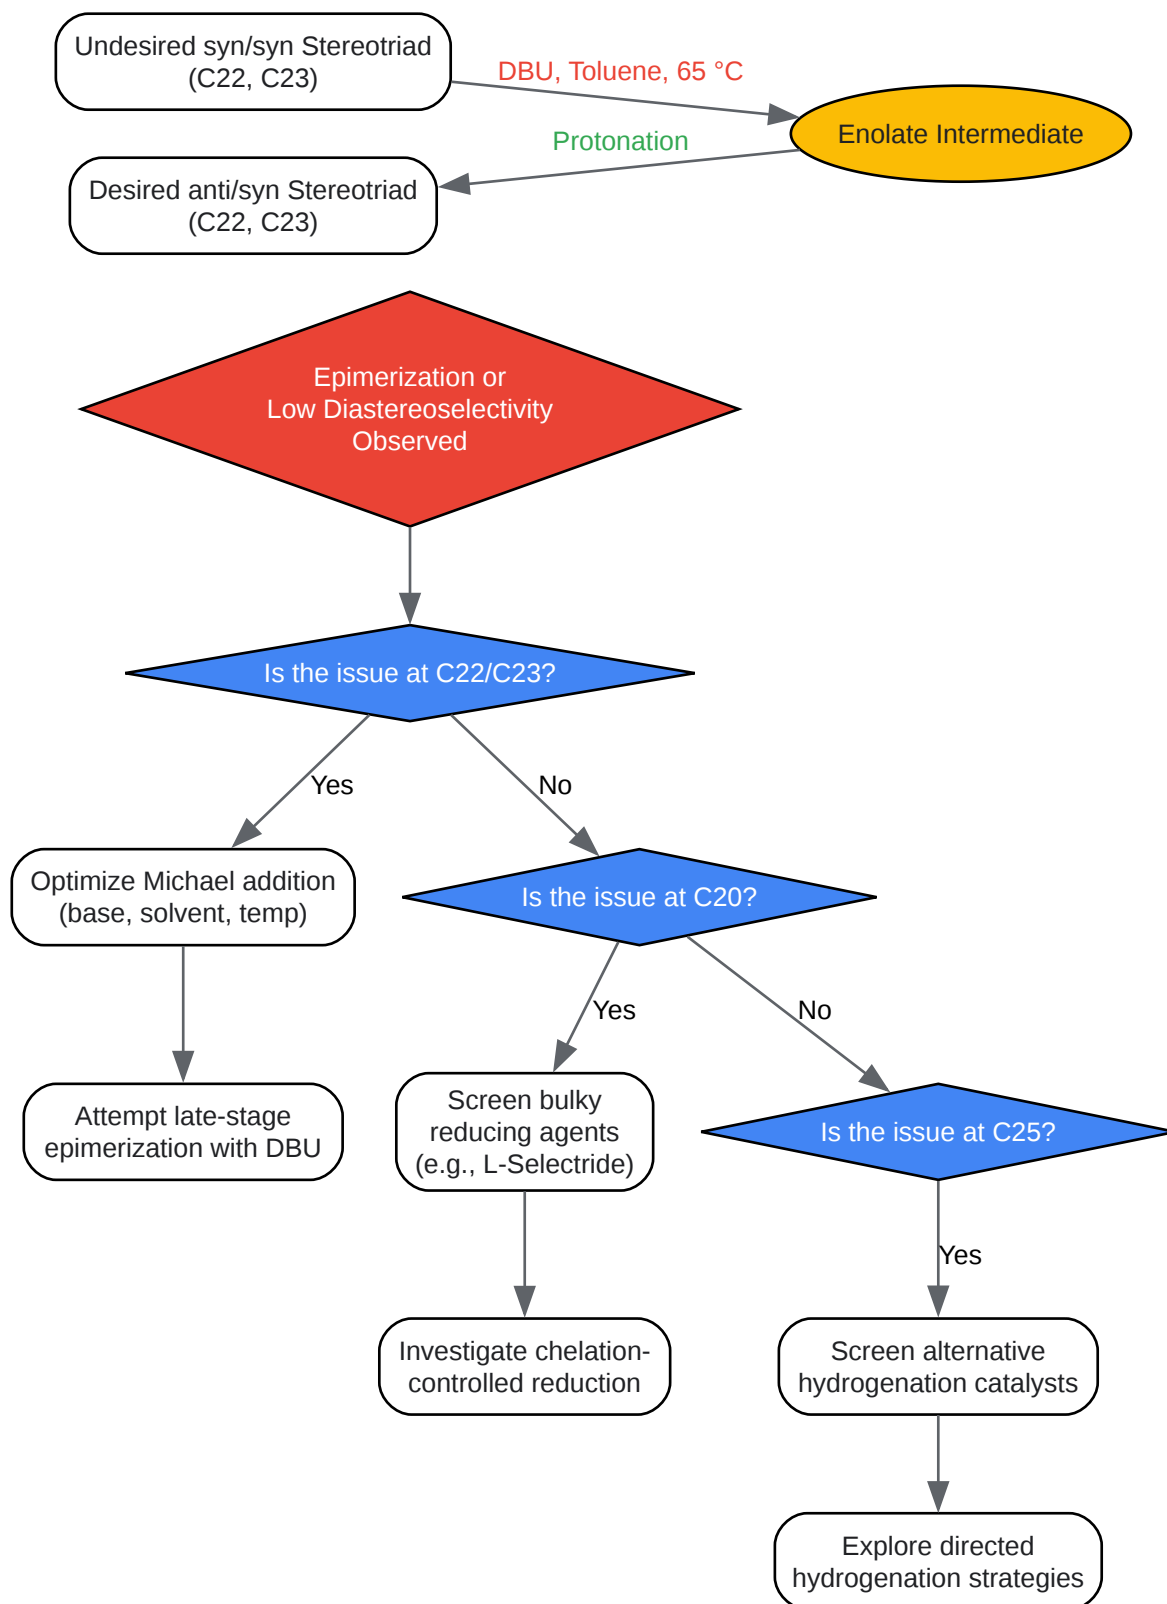 Undesired syn/syn Stereotriad
(C22, C23)
DBU, Toluene, 65 °C
Enolate Intermediate
Protonation
Desired anti/syn Stereotriad
(C22, C23)
Epimerization or
Low Diastereoselectivity
Observed
Is the issue at C22/C23?
Yes
No
Optimize Michael addition
(base, solvent, temp)
Is the issue at C20?
Yes
No
Attempt late-stage
epimerization with DBU
Screen bulky
reducing agents
(e.g., L-Selectride)
Is the issue at C25?
Yes
Investigate chelation-
controlled reduction
Screen alternative
hydrogenation catalysts
Explore directed
hydrogenation strategies